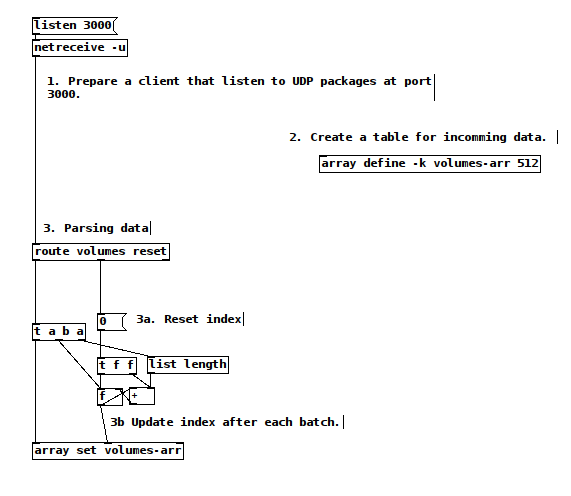 listen 3000
netreceive -u
1. Prepare a client that listen to UDP packages at port
3000.
2. Create a table for incomming data.
array define -k volumes-arr 512
3. Parsing data
route volumes reset
0
3a. Reset index
t a b a
t f f
list length
f
+
3b Update index after each batch.
array set volumes-arr